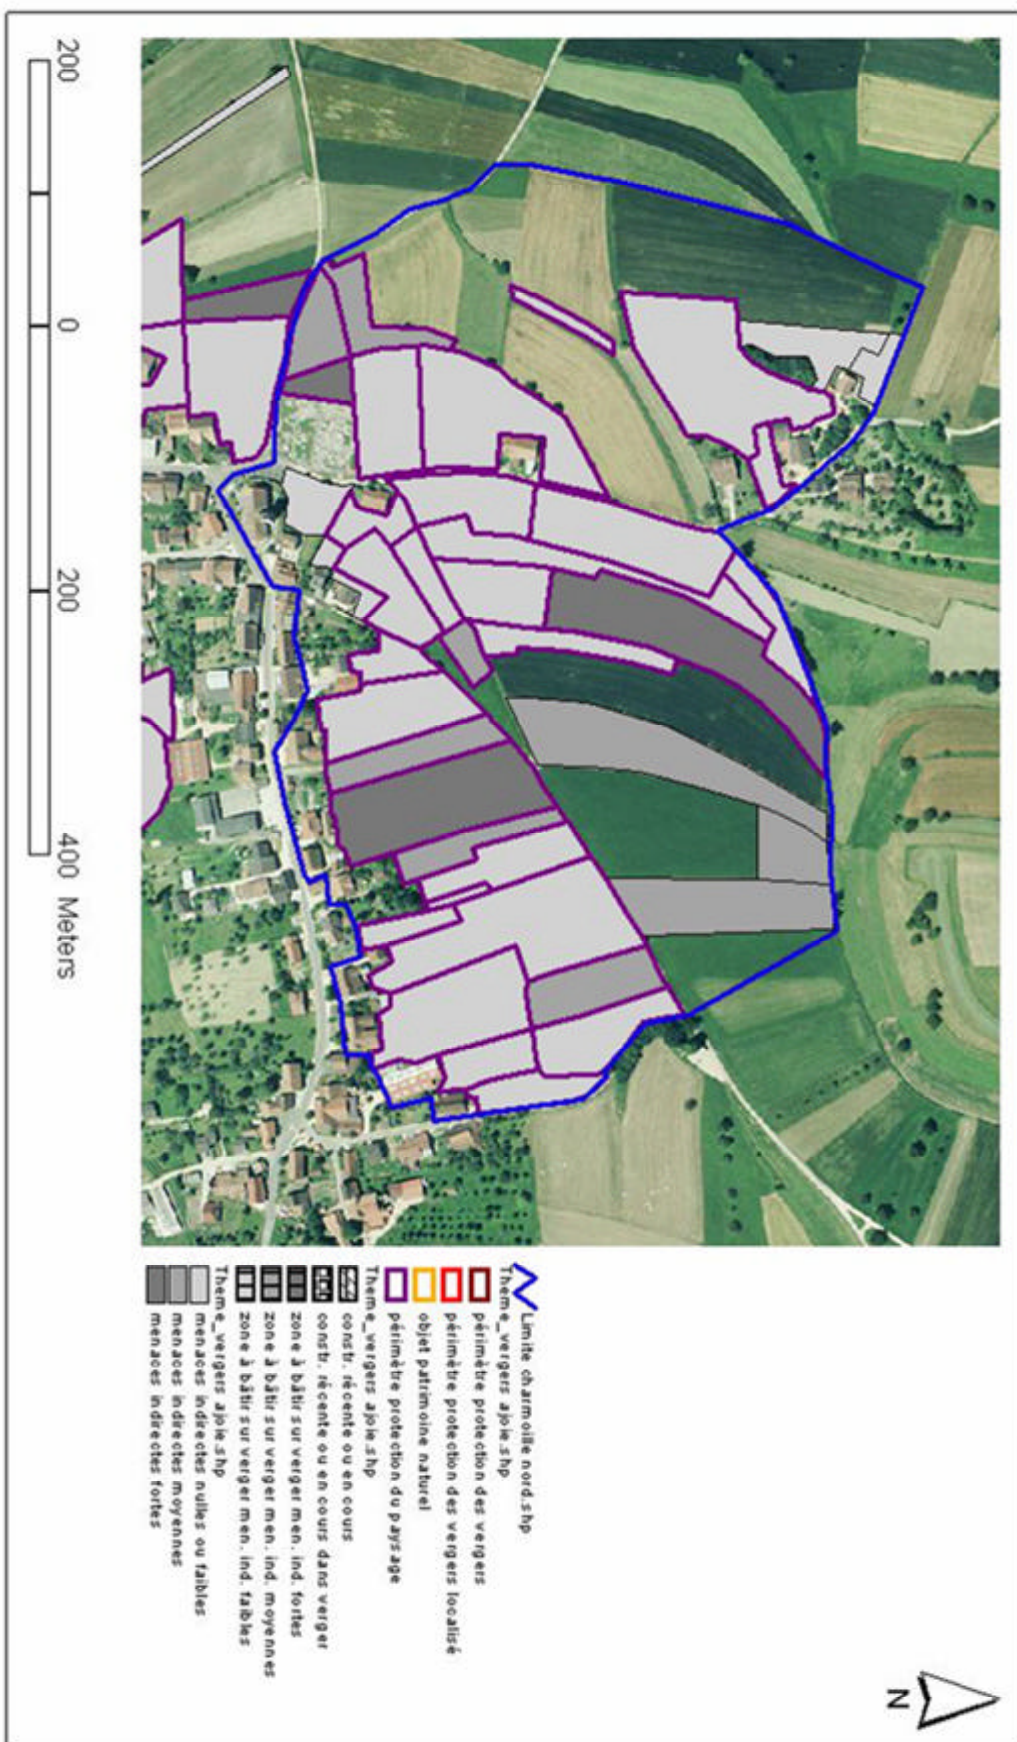 Limite charmoille nord.shp
Theme_vergers ajoie.shp
périmètre protection des vergers
périmètre protection des vergers localisé
objet patrimoine naturel
périmètre protection du paysage
Theme_vergers ajoie.shp
constr. récente ou en cours
constr. récente ou en cours dans verger
zone à bâtir sur verger men. ind. fortes
zone à bâtir sur verger men. ind. moyennes
zone à bâtir sur verger men. ind. faibles
Theme_vergers ajoie.shp
menaces indirectes nulles ou faibles
menaces indirectes moyennes
menaces indirectes fortes
N
200 0 200 400 Meters